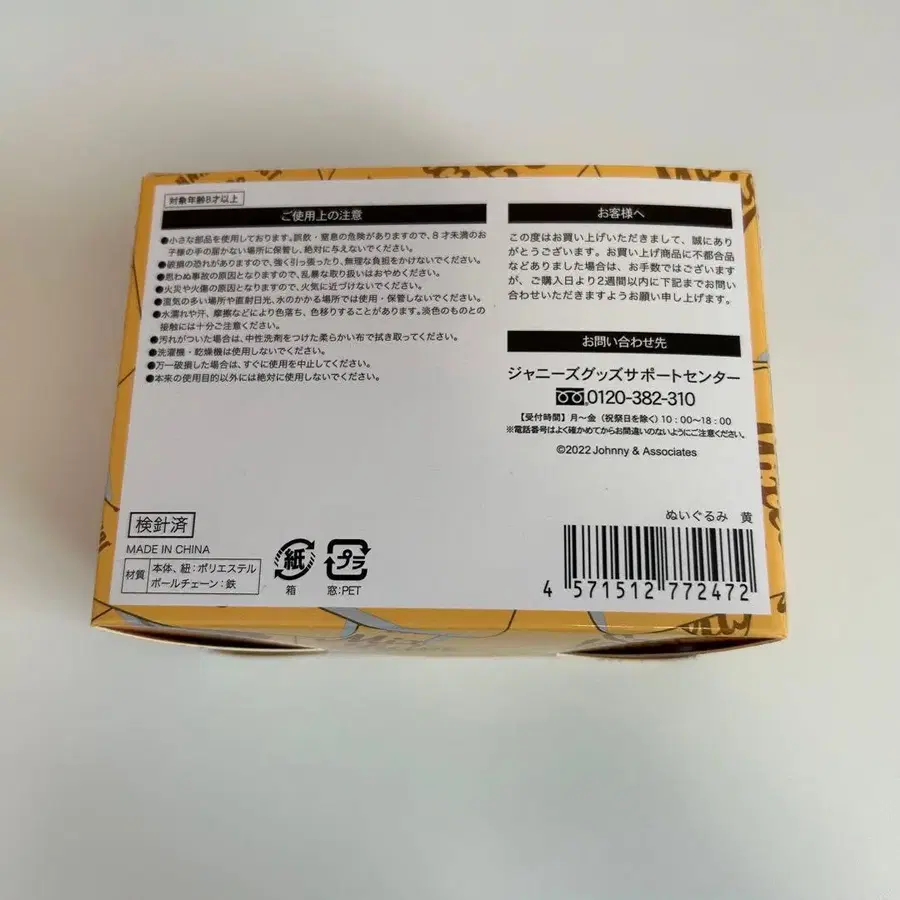 対象年齢8才以上
ご使用上の注意
●小さな部品を使用しております。誤飲・窒息の危険がありますので、8才未満のお
子様の手の届かない場所に保管し、絶対に与えないでください。
●破損の恐れがありますので、強く引っ張ったり、無理な負担をかけないでください。
●思わぬ事故の原因となりますので、乱暴な取り扱いはおやめください。
●火災や火傷の原因となりますので、火気に近づけないでください。
●湿気の多い場所や直射日光、水のかかる場所では使用・保管しないでください。
●水濡れや汗、摩擦などにより色落ち、色移りすることがあります。淡色のものとの
接触には十分ご注意ください。
●汚れがついた場合は、中性洗剤をつけた柔らかい布で拭き取ってください。
●洗濯機・乾燥機は使用しないでください。
●万一破損した場合は、すぐに使用を中止してください。
●本来の使用目的以外には絶対に使用しないでください。
検針済
MADE IN CHINA
材質
本体、紐：ポリエステル
ボールチェーン：鉄
紙
箱
プラ
窓:PET
お客様へ
この度はお買い上げいただきまして、誠にあり
がとうございます。お買い上げ商品に不都合品
などありました場合は、お手数ではございます
が、ご購入日より2週間以内に下記までお問い
合わせいただきますようお願い申し上げます。
お問い合わせ先
ジャニーズグッズサポートセンター
0120-382-310
【受付時間】月〜金（祝祭日を除く）10：00〜18：00
※電話番号はよく確かめてからお間違いのないようにご注意ください。
©2022 Johnny & Associates
ぬいぐるみ 黄
4 571512 772472